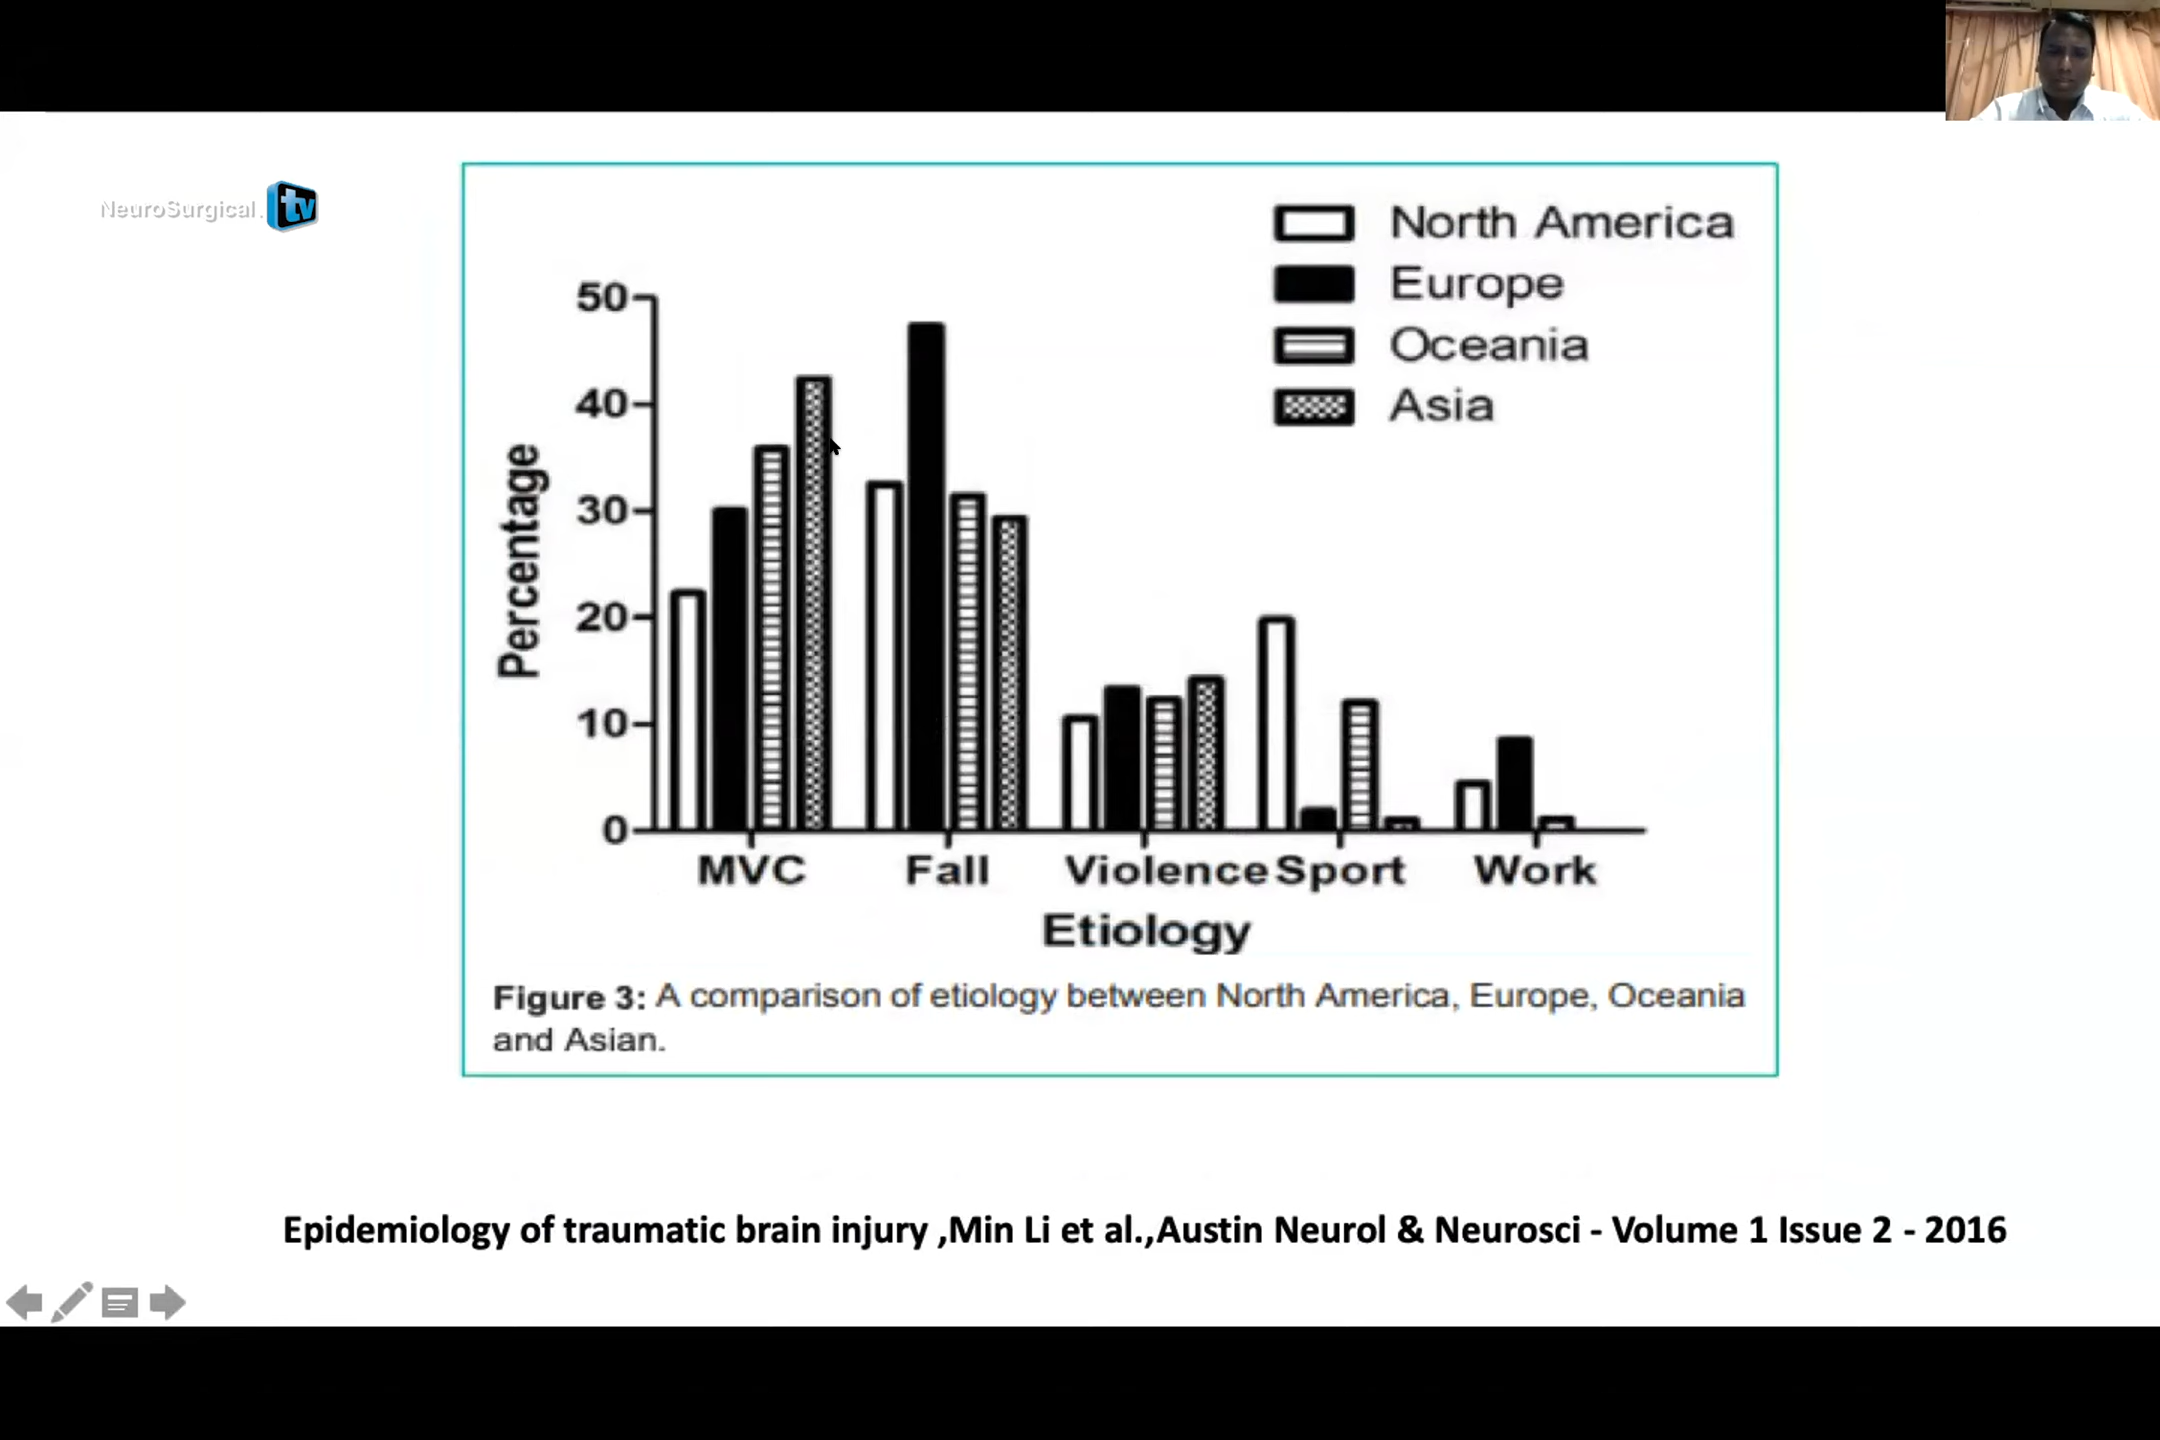 NeuroSurgical.tv
North America
Europe
Oceania
Asia
50
40
30
20
10
0
Percentage
MVC
Fall
Violence
Sport
Work
Etiology
Figure 3: A comparison of etiology between North America, Europe, Oceania
and Asian.
Epidemiology of traumatic brain injury ,Min Li et al.,Austin Neurol & Neurosci - Volume 1 Issue 2 - 2016